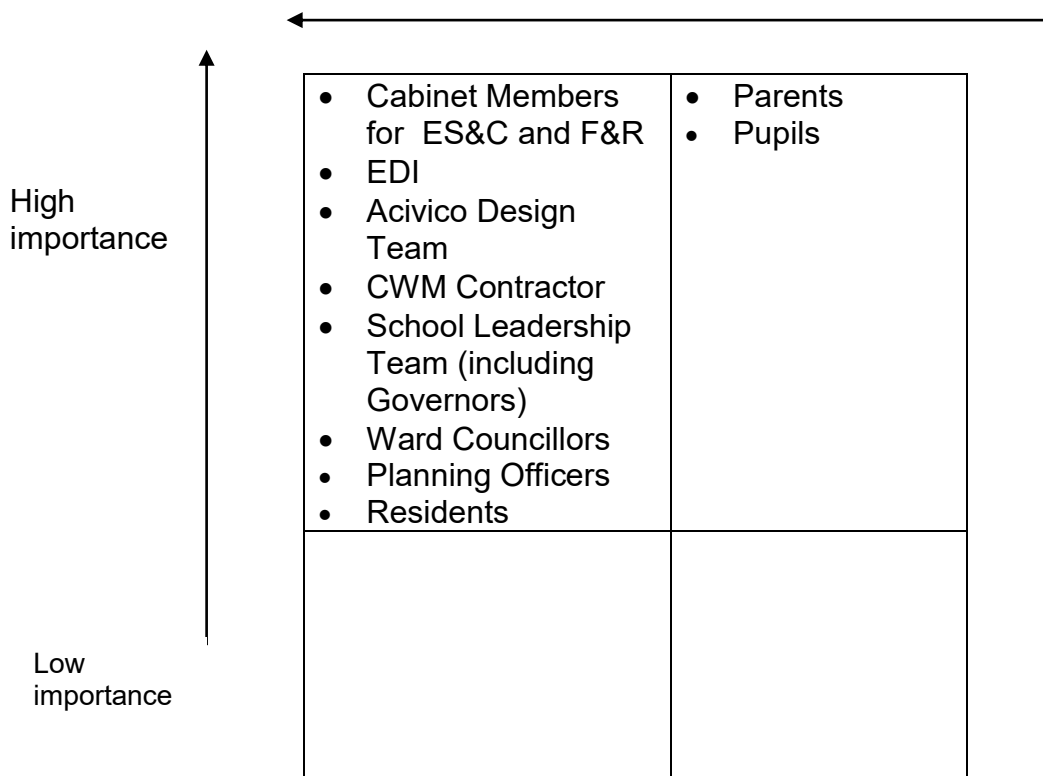 High
importance
• Cabinet Members
for ES&C and F&R
• EDI
• Acivico Design
Team
• CWM Contractor
• School Leadership
Team (including
Governors)
• Ward Councillors
• Planning Officers
• Residents
• Parents
• Pupils
Low
importance